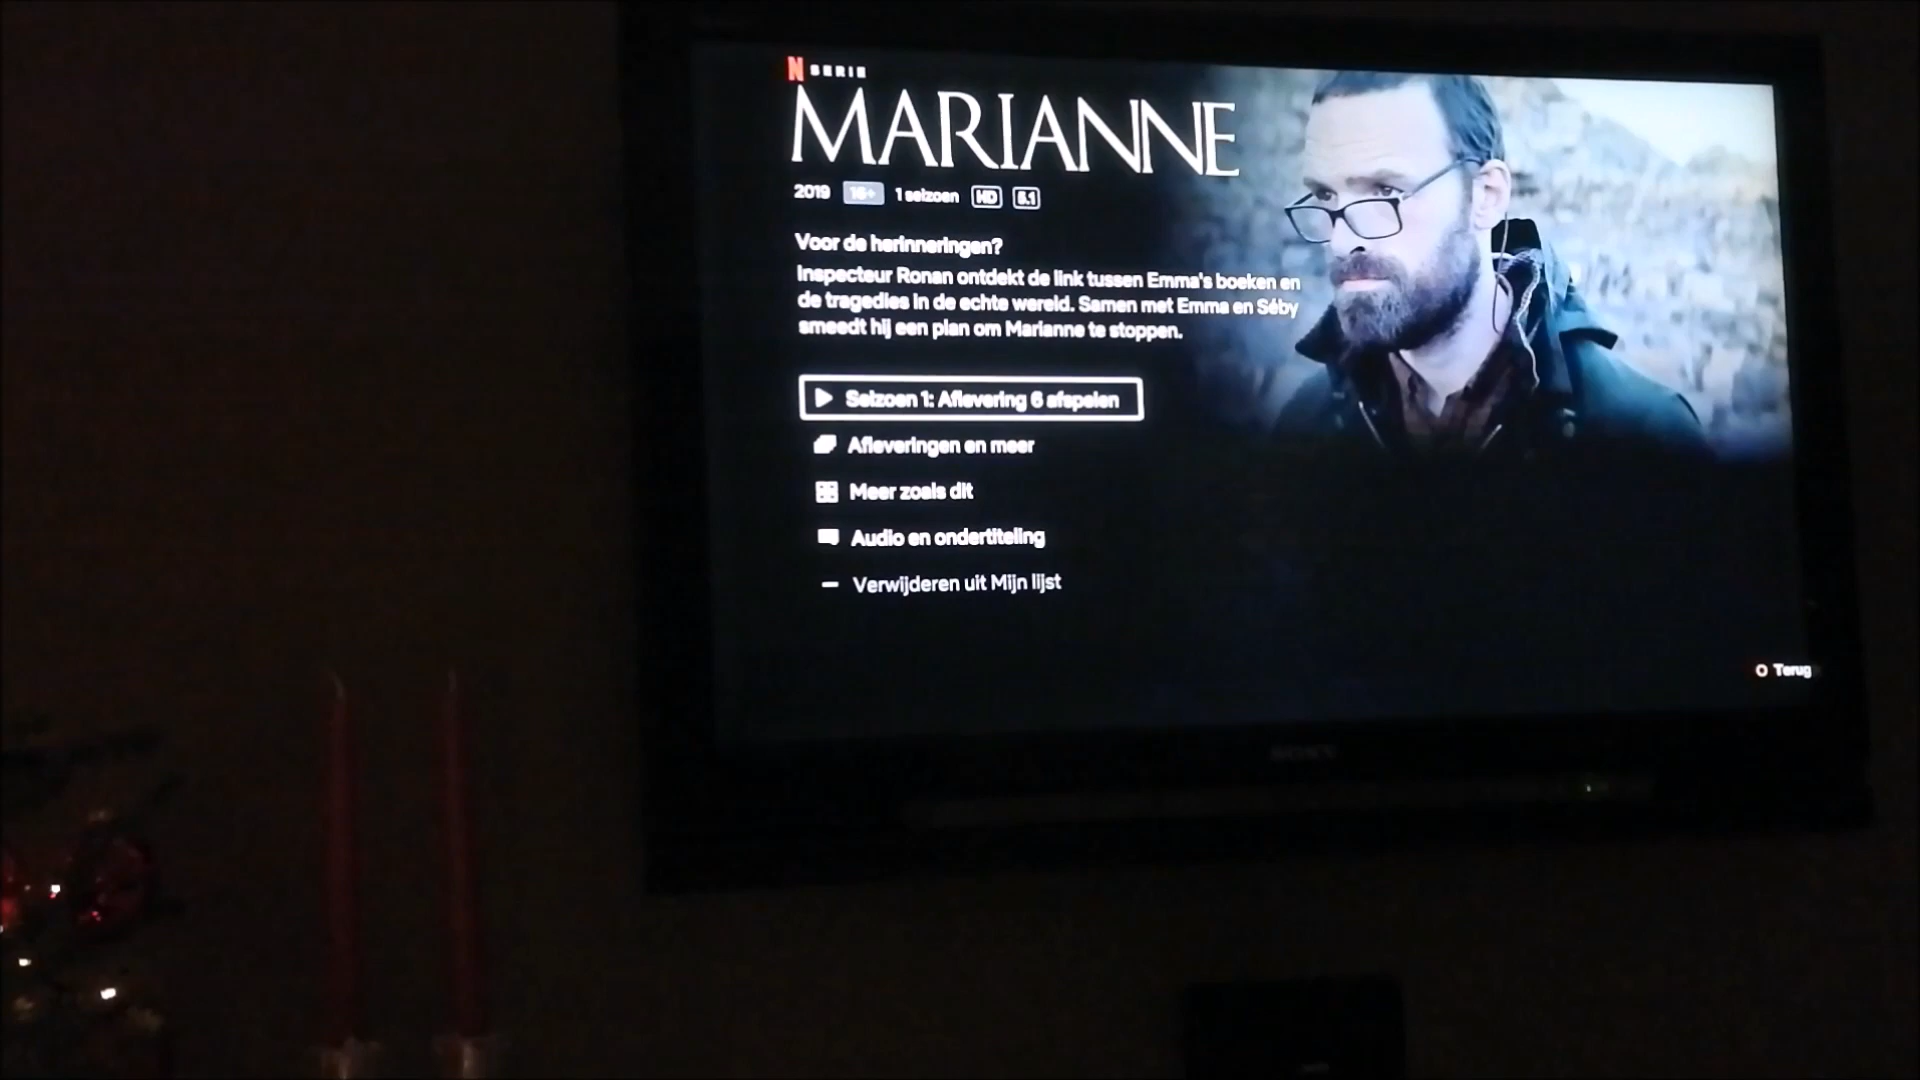 N SERIE
MARIANNE
2019 16+ 1 seizoen HD 5.1
Voor de herinneringen?
Inspecteur Ronan ontdekt de link tussen Emma's boeken en
de tragedies in de echte wereld. Samen met Emma en Séby
smeedt hij een plan om Marianne te stoppen.
Seizoen 1: Aflevering 6 afspelen
Afleveringen en meer
Meer zoals dit
Audio en ondertiteling
Verwijderen uit Mijn lijst
Terug
SONY